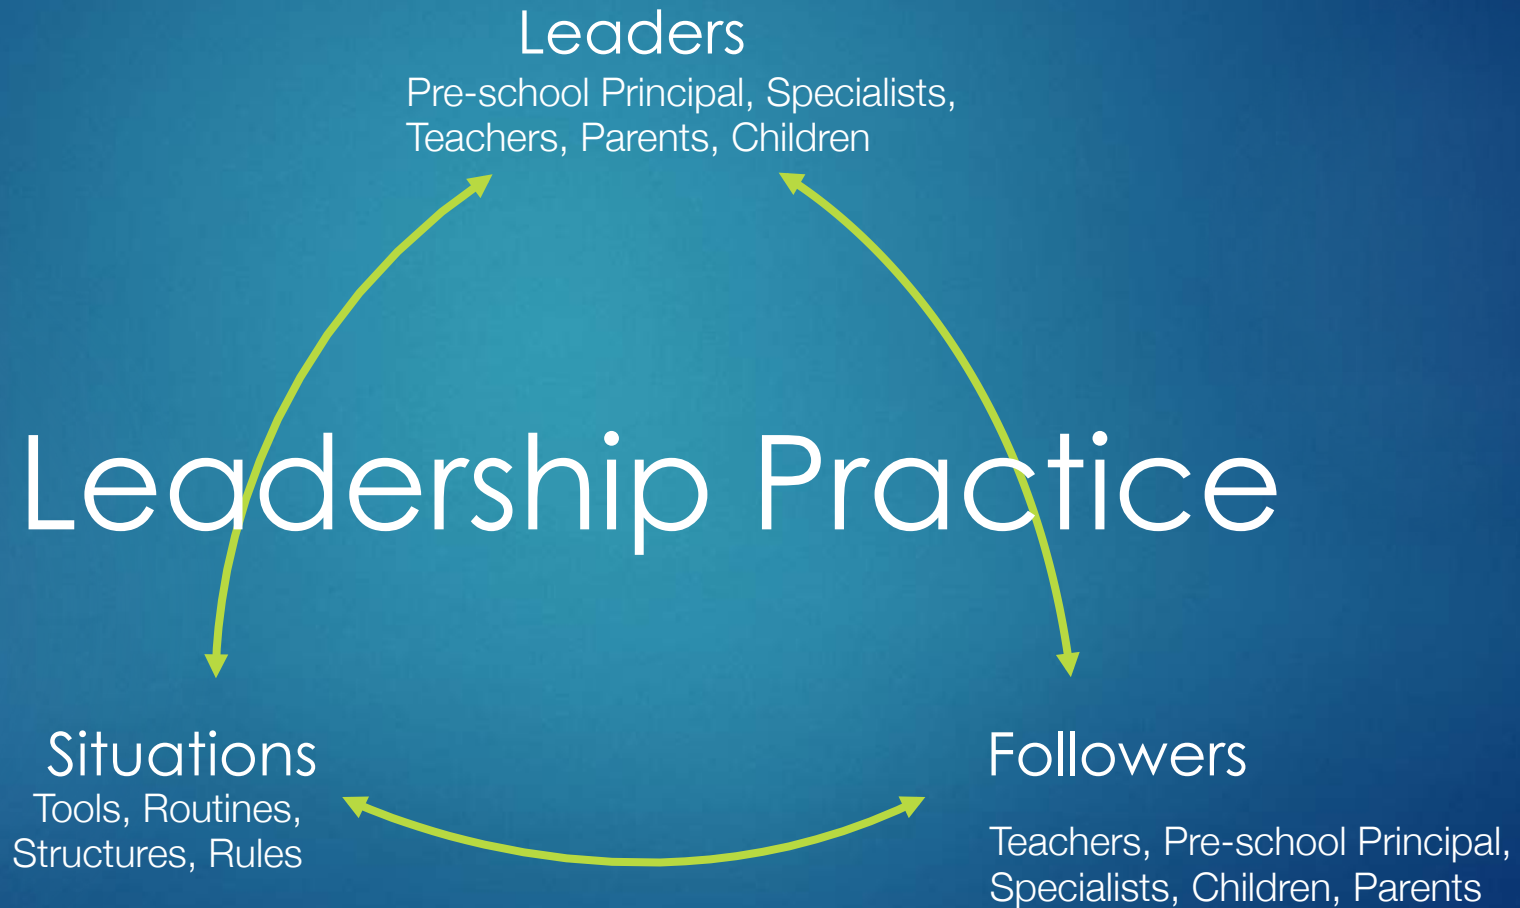 Leaders
Pre-school Principal, Specialists,
Teachers, Parents, Children
Leadership Practice
Situations
Tools, Routines,
Structures, Rules
Followers
Teachers, Pre-school Principal,
Specialists, Children, Parents